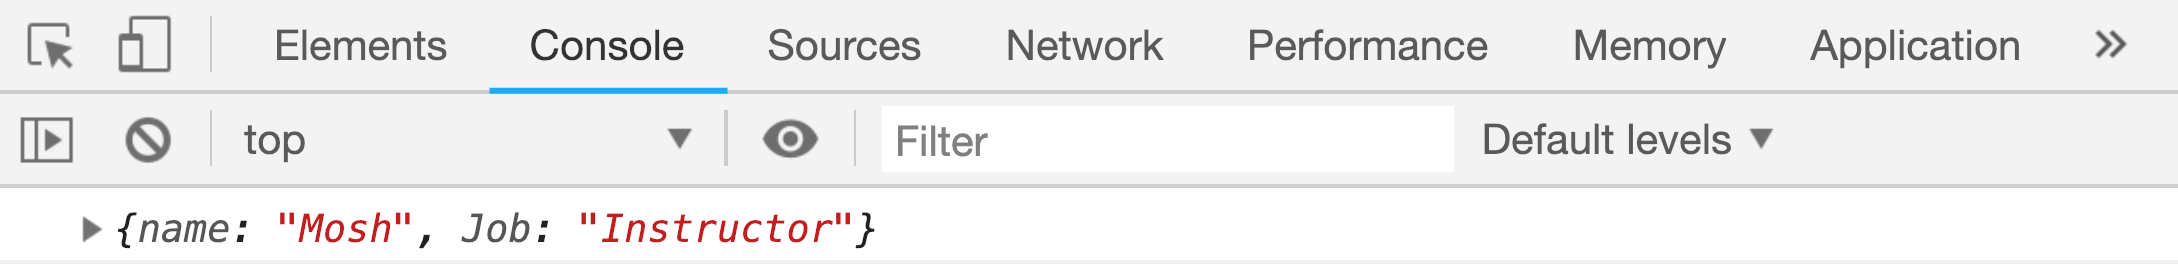 Elements Console Sources Network Performance Memory Application
top Filter Default levels
{name: "Mosh", Job: "Instructor"}